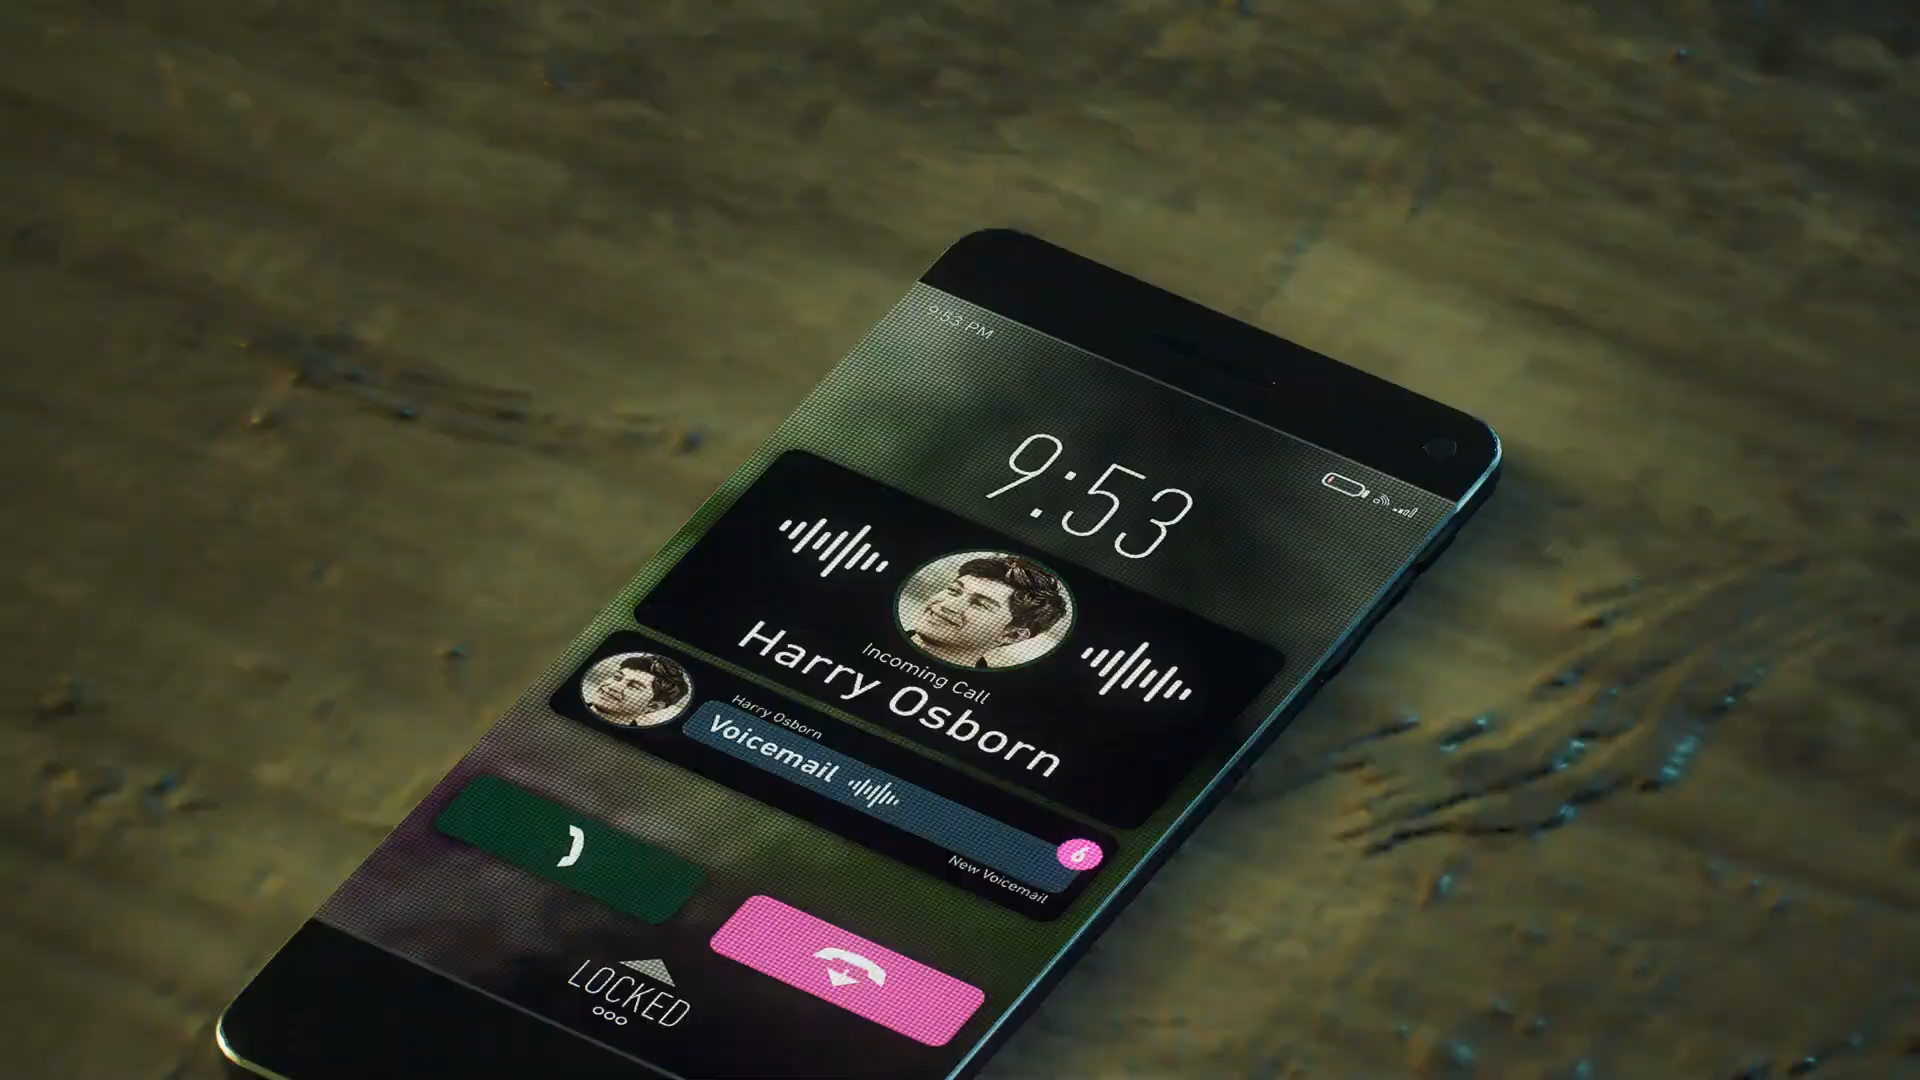 9:53 PM
9:53
Incoming Call
Harry Osborn
Harry Osborn
Voicemail
6
New Voicemail
LOCKED